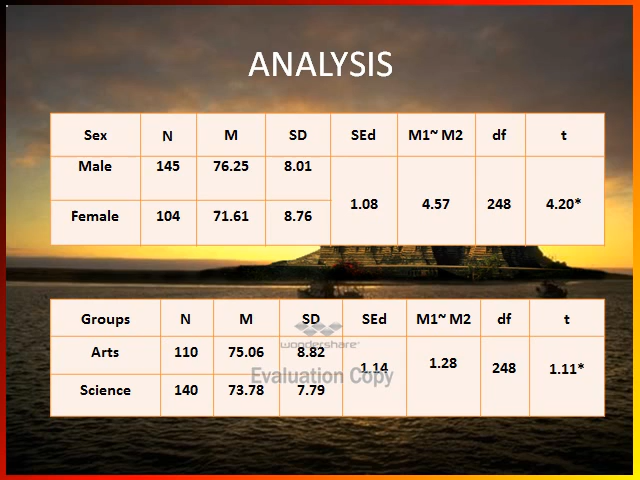 ANALYSIS
Sex N M SD SEd M1~ M2 df t
Male 145 76.25 8.01
1.08 4.57 248 4.20*
Female 104 71.61 8.76
Groups N M SD SEd M1~ M2 df t
wondershare
Arts 110 75.06 8.82
1.14 1.28 248 1.11*
Evaluation Copy
Science 140 73.78 7.79